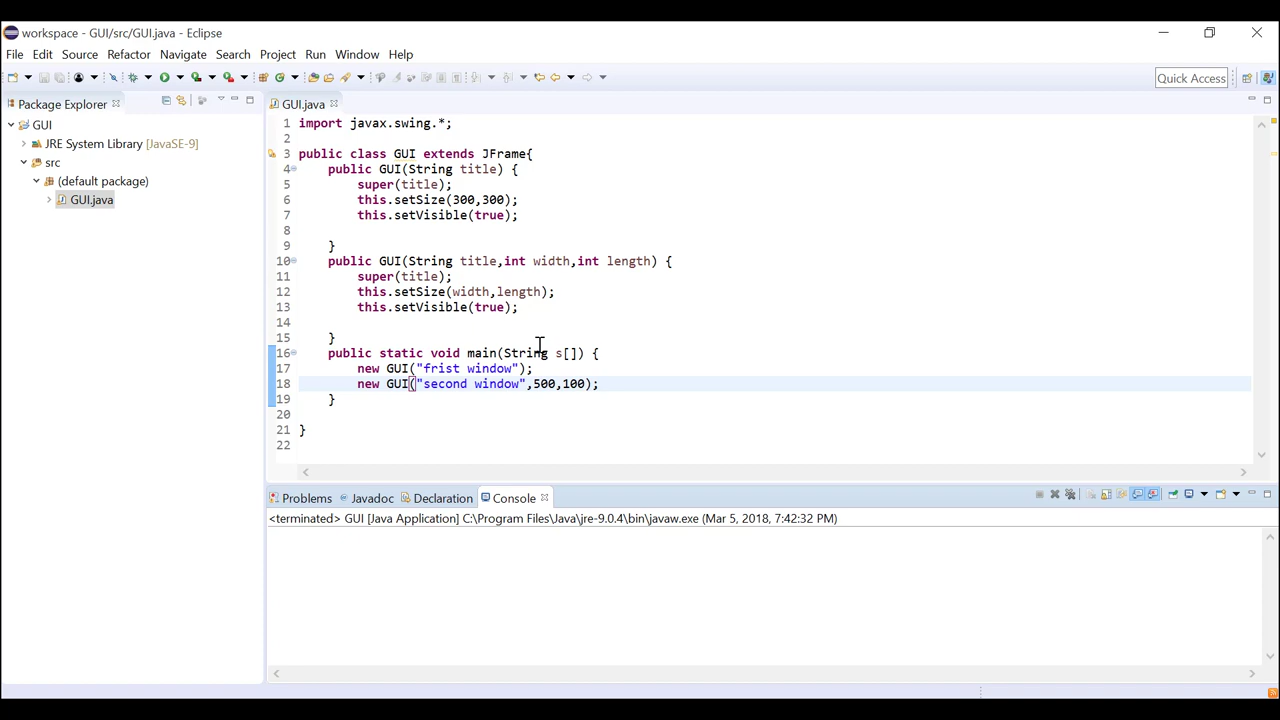 workspace - GUI/src/GUI.java - Eclipse
File Edit Source Refactor Navigate Search Project Run Window Help
Quick Access
Package Explorer
GUI
JRE System Library [JavaSE-9]
src
(default package)
GUI.java
GUI.java
1 import javax.swing.*;
2
3 public class GUI extends JFrame{
4 public GUI(String title) {
5 super(title);
6 this.setSize(300,300);
7 this.setVisible(true);
8
9 }
10 public GUI(String title,int width,int length) {
11 super(title);
12 this.setSize(width,length);
13 this.setVisible(true);
14
15 }
16 public static void main(String s[]) {
17 new GUI("frist window");
18 new GUI("second window",500,100);
19 }
20
21 }
22
Problems Javadoc Declaration Console
<terminated> GUI [Java Application] C:\Program Files\Java\jre-9.0.4\bin\javaw.exe (Mar 5, 2018, 7:42:32 PM)